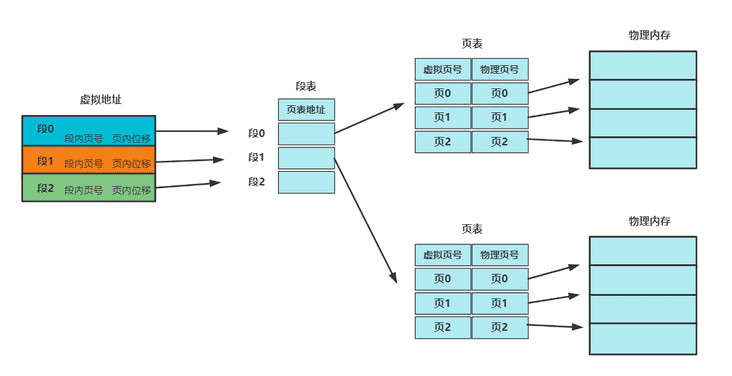 虚拟地址
段0 段内页号 页内位移
段1 段内页号 页内位移
段2 段内页号 页内位移
段表
页表地址
段0
段1
段2
页表
虚拟页号 物理页号
页0 页0
页1 页1
页2 页2
物理内存
页表
虚拟页号 物理页号
页0 页0
页1 页1
页2 页2
物理内存